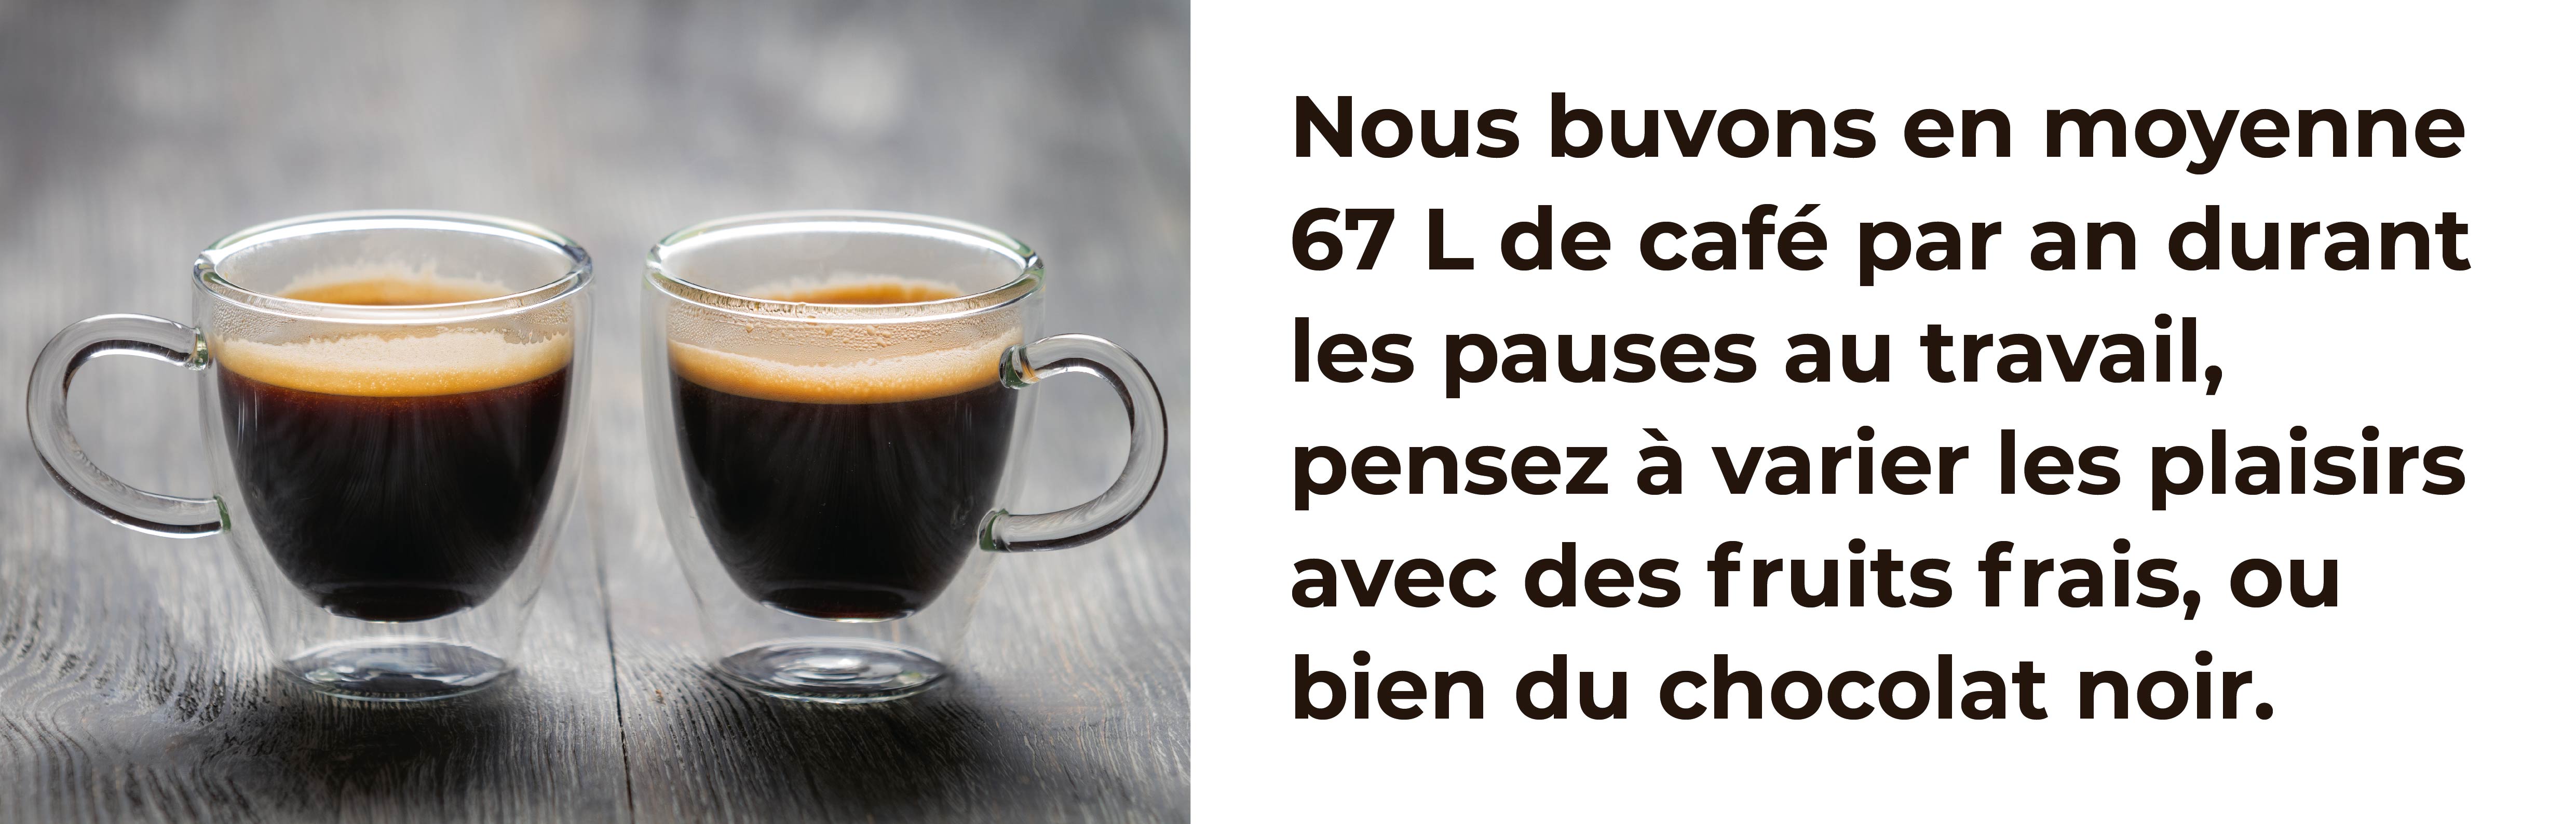 Nous buvons en moyenne
67 L de café par an durant
les pauses au travail,
pensez à varier les plaisirs
avec des fruits frais, ou
bien du chocolat noir.